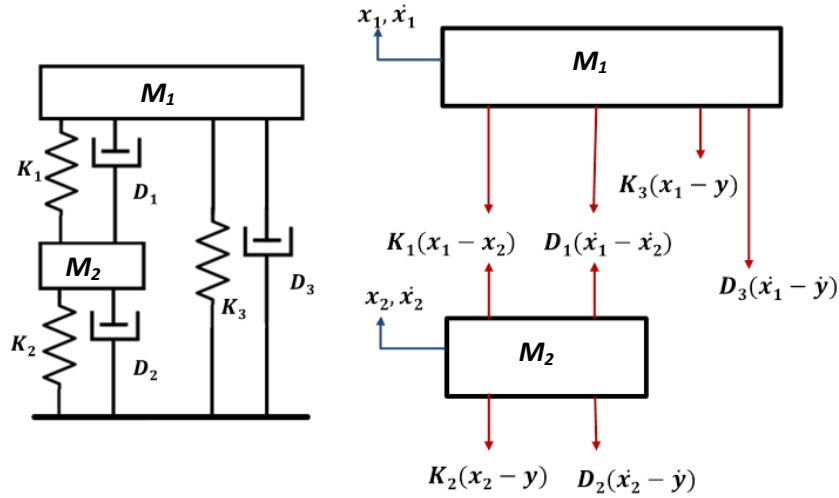 M₁
K₁
D₁
M₂
K₂
D₂
K₃
D₃
x₁, ẋ₁
M₁
K₃(x₁ − y)
K₁(x₁ − x₂) D₁(ẋ₁ − ẋ₂)
D₃(ẋ₁ − ẏ)
x₂, ẋ₂
M₂
K₂(x₂ − y) D₂(ẋ₂ − ẏ)